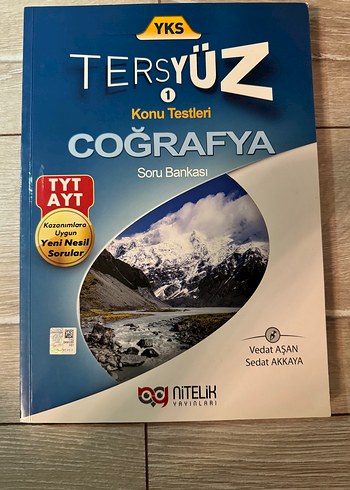 YKS
TERSYÜZ
1
Konu Testleri
COĞRAFYA
Soru Bankası
TYT
AYT
Kazanımlara
Uygun
Yeni Nesil
Sorular
Vedat AŞAN
Sedat AKKAYA
NİTELİK
YAYINLARI